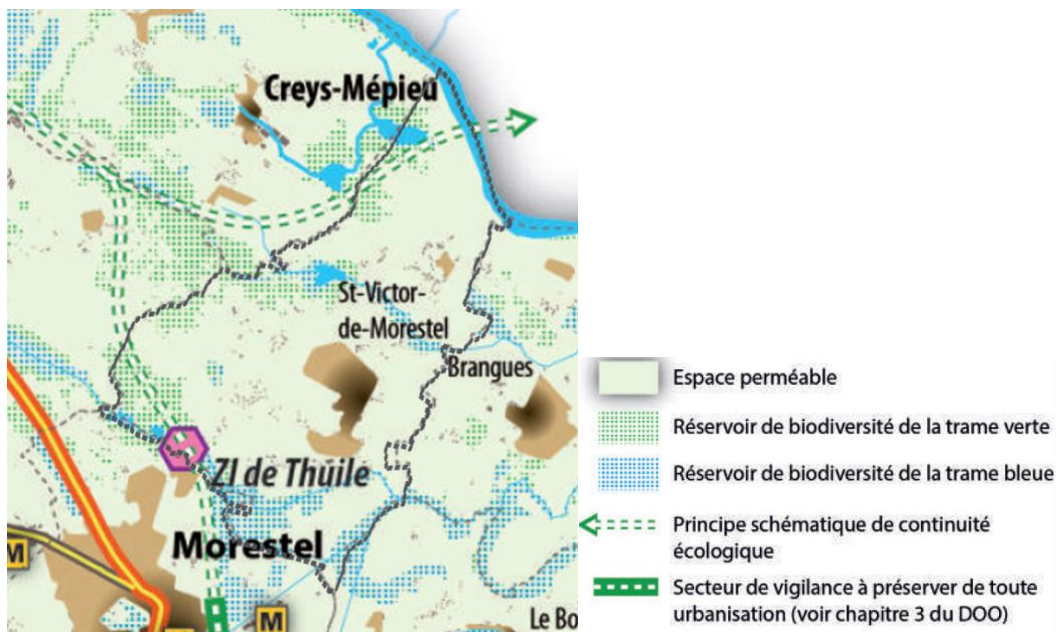 Creys-Mépieu
St-Victor-
de-Morestel
Brangues
ZI de Thuile
Morestel
M
M
Le Bo
Espace perméable
Réservoir de biodiversité de la trame verte
Réservoir de biodiversité de la trame bleue
Principe schématique de continuité
écologique
Secteur de vigilance à préserver de toute
urbanisation (voir chapitre 3 du DOO)